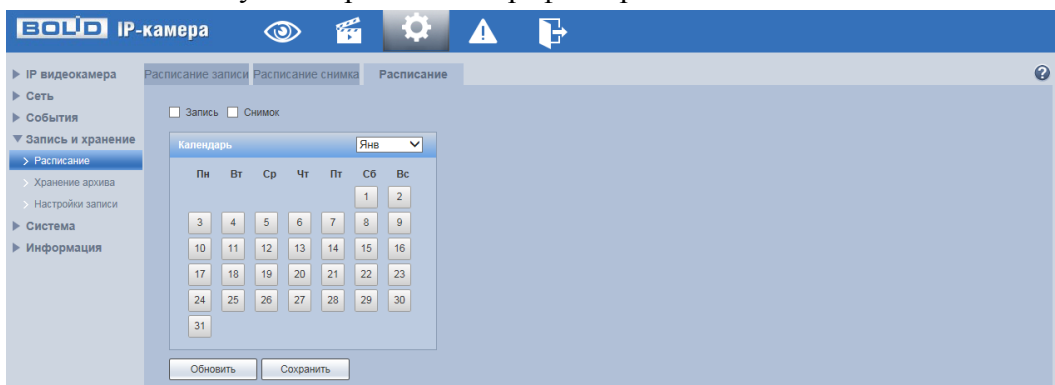 BOLID IP-камера
IP видеокамера
Сеть
События
Запись и хранение
Расписание
Хранение архива
Настройки записи
Система
Информация
Расписание записи Расписание снимка Расписание
Запись Снимок
Календарь Янв
Пн Вт Ср Чт Пт Сб Вс
1 2
3 4 5 6 7 8 9
10 11 12 13 14 15 16
17 18 19 20 21 22 23
24 25 26 27 28 29 30
31
Обновить Сохранить